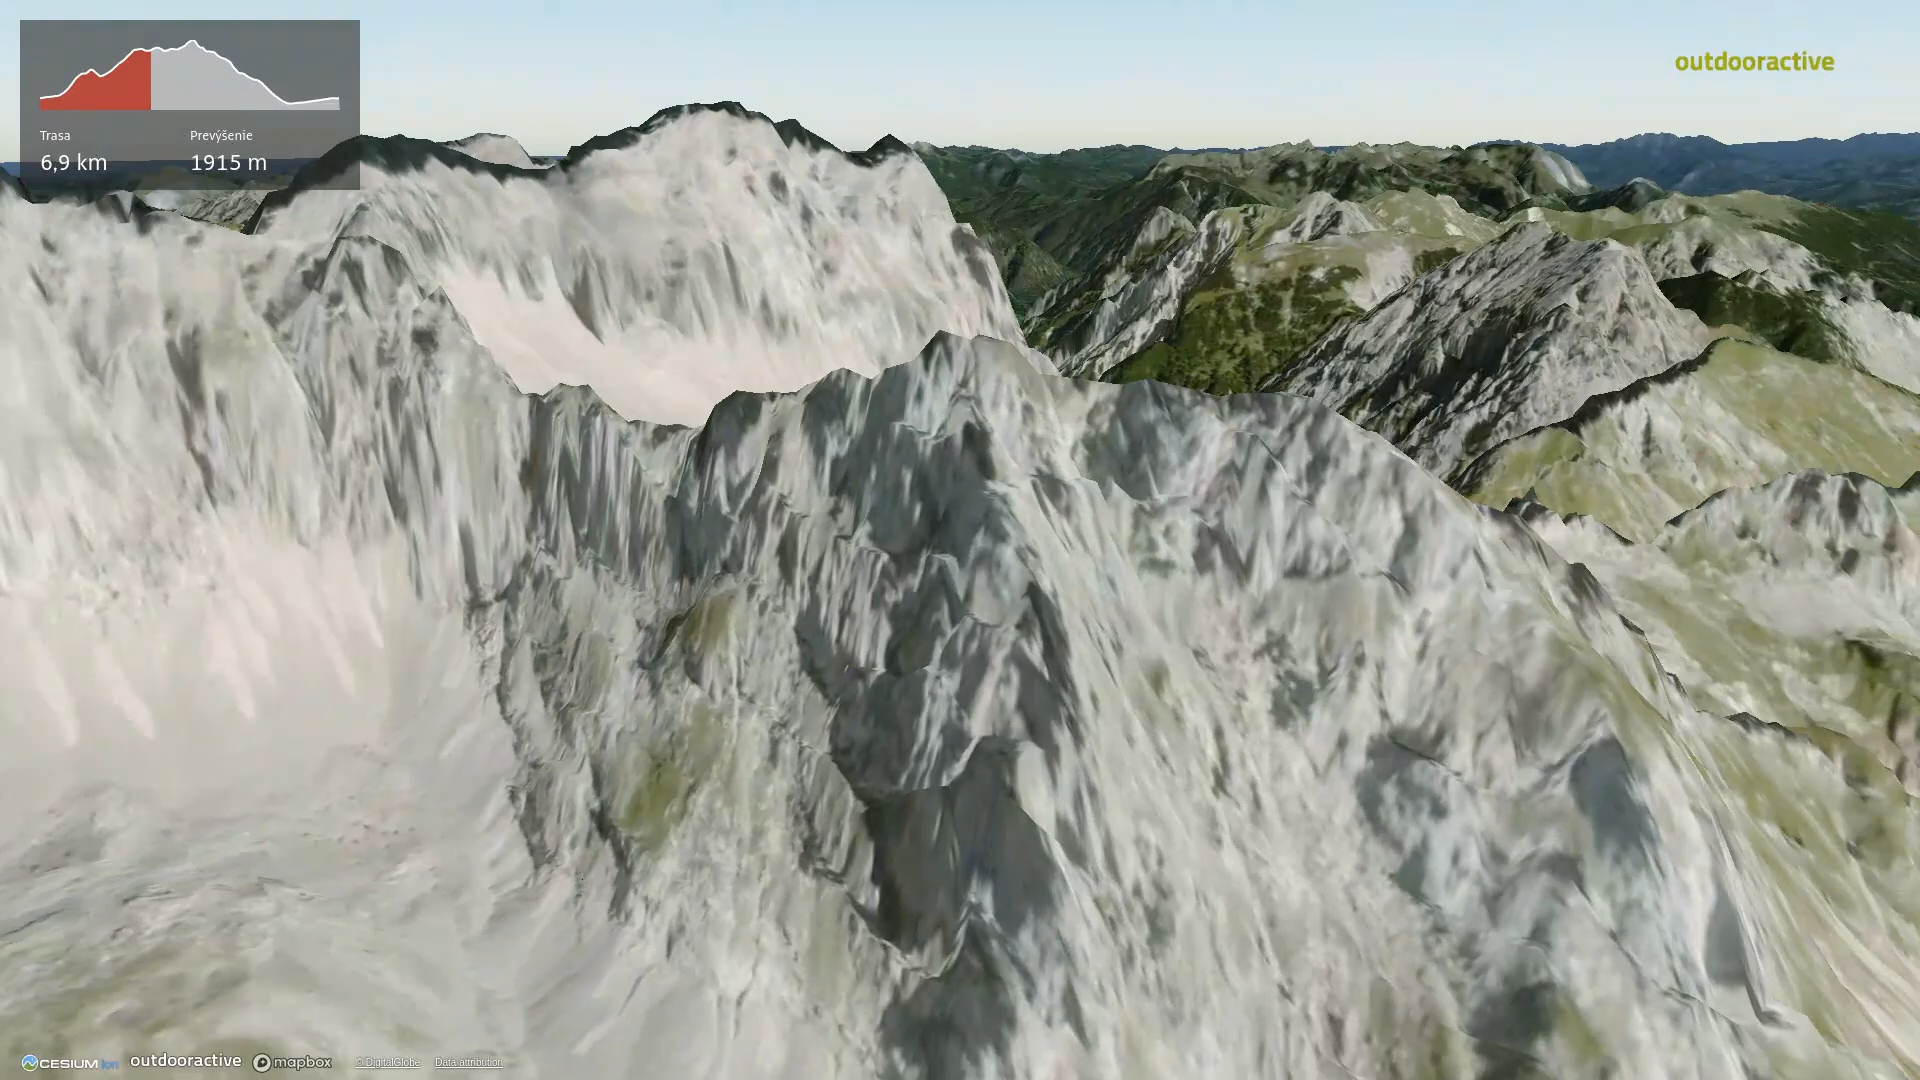 Trasa Prevýšenie
6,9 km 1915 m
outdooractive
CESIUM ion outdooractive mapbox © DigitalGlobe Data attribution